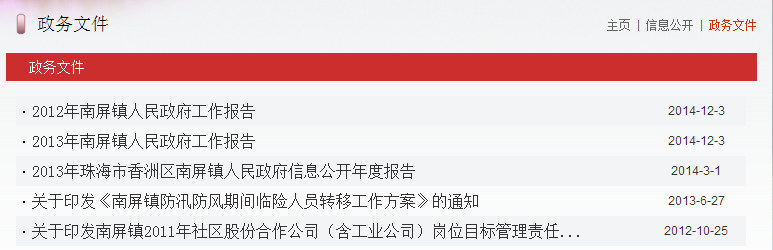 政务文件 主页 | 信息公开 | 政务文件
政务文件
· 2012年南屏镇人民政府工作报告 2014-12-3
· 2013年南屏镇人民政府工作报告 2014-12-3
· 2013年珠海市香洲区南屏镇人民政府信息公开年度报告 2014-3-1
· 关于印发《南屏镇防汛防风期间临险人员转移工作方案》的通知 2013-6-27
· 关于印发南屏镇2011年社区股份合作公司（含工业公司）岗位目标管理责任... 2012-10-25